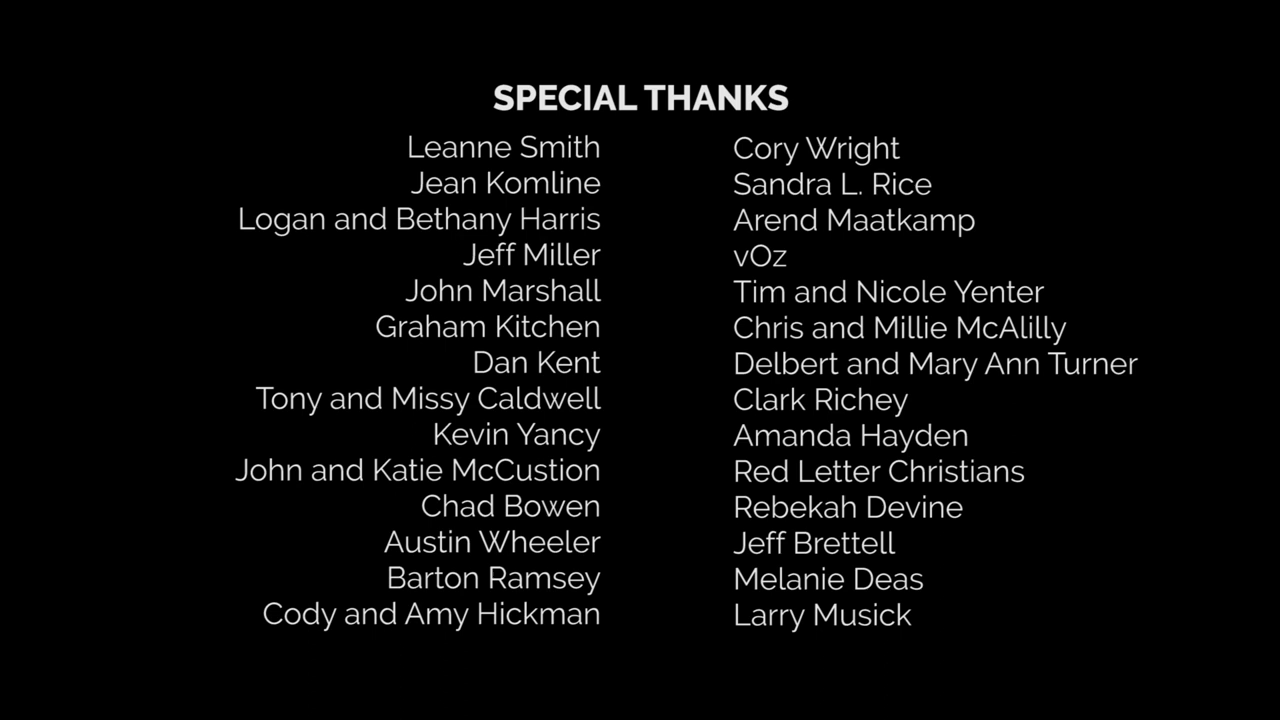 SPECIAL THANKS
Leanne Smith
Jean Komline
Logan and Bethany Harris
Jeff Miller
John Marshall
Graham Kitchen
Dan Kent
Tony and Missy Caldwell
Kevin Yancy
John and Katie McCustion
Chad Bowen
Austin Wheeler
Barton Ramsey
Cody and Amy Hickman
Cory Wright
Sandra L. Rice
Arend Maatkamp
vOz
Tim and Nicole Yenter
Chris and Millie McAlilly
Delbert and Mary Ann Turner
Clark Richey
Amanda Hayden
Red Letter Christians
Rebekah Devine
Jeff Brettell
Melanie Deas
Larry Musick